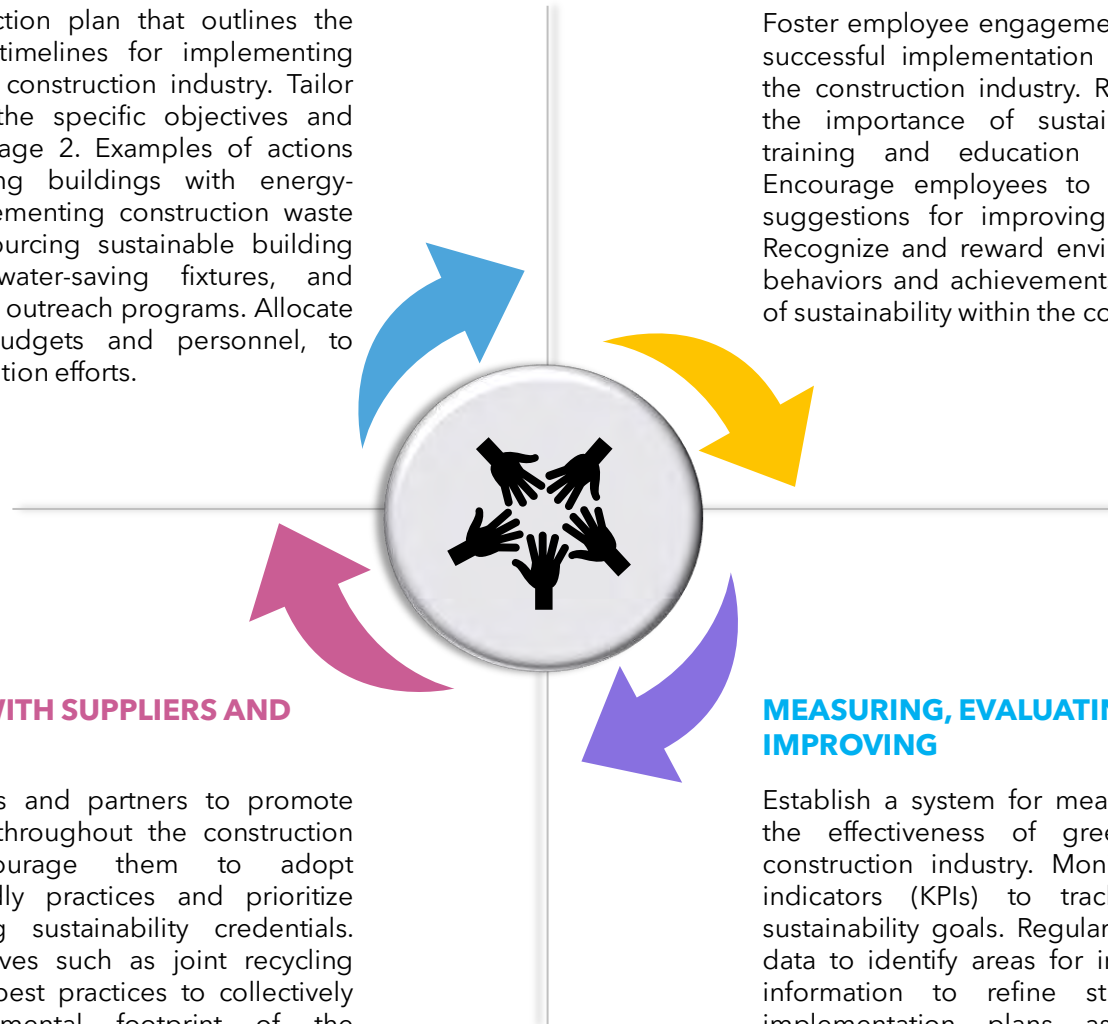 ction plan that outlines the
timelines for implementing
construction industry. Tailor
the specific objectives and
age 2. Examples of actions
ng buildings with energy-
ementing construction waste
ourcing sustainable building
water-saving fixtures, and
outreach programs. Allocate
udgets and personnel, to
tion efforts.
Foster employee engageme
successful implementation
the construction industry. R
the importance of sustai
training and education
Encourage employees to
suggestions for improving
Recognize and reward envi
behaviors and achievement
of sustainability within the co
WITH SUPPLIERS AND
s and partners to promote
throughout the construction
ourage them to adopt
lly practices and prioritize
g sustainability credentials.
ves such as joint recycling
best practices to collectively
mental footprint of the
MEASURING, EVALUATIN
IMPROVING
Establish a system for mea
the effectiveness of gree
construction industry. Mon
indicators (KPIs) to trac
sustainability goals. Regular
data to identify areas for i
information to refine st
implementation plans as